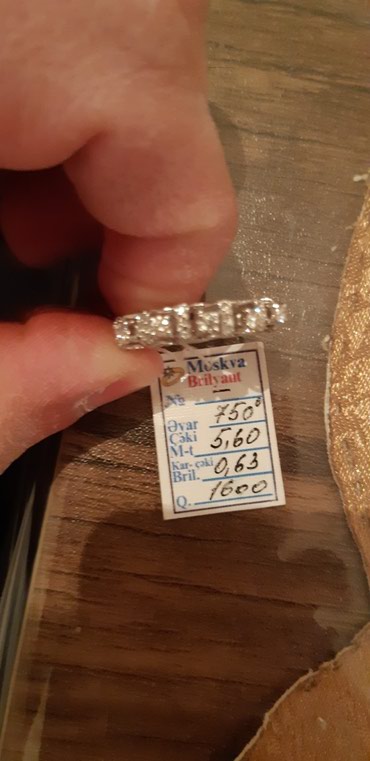 Moskva
Brilyant
№
Əyar 750°
Çəki 5,60
M-t
Kar-çəki 0,63
Bril.
Q. 1600